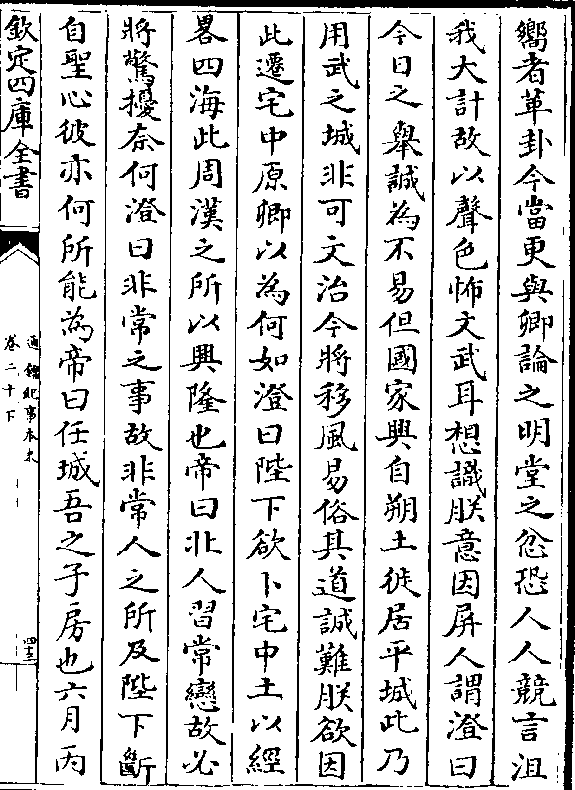 嚮者革卦今當更與卿論之明堂之忿恐人人競言沮
我大計故以聲色怖文武耳想識朕意因屏人謂澄曰
今日之舉誠為不易但國家興自朔土徙居平城此乃
用武之城非可文治今將移風易俗其道誠難朕欲因
此遷宅中原卿以為何如澄曰陛下欲卜宅中土以經
畧四海此周漢之所以興隆也帝曰北人習常戀故必
將驚擾奈何澄曰非常之事故非常人之所及陛下斷
自聖心彼亦何所能為帝曰任城吾之子房也六月丙
欽定四庫全書
通鑑紀事本末
卷二十下
四十三